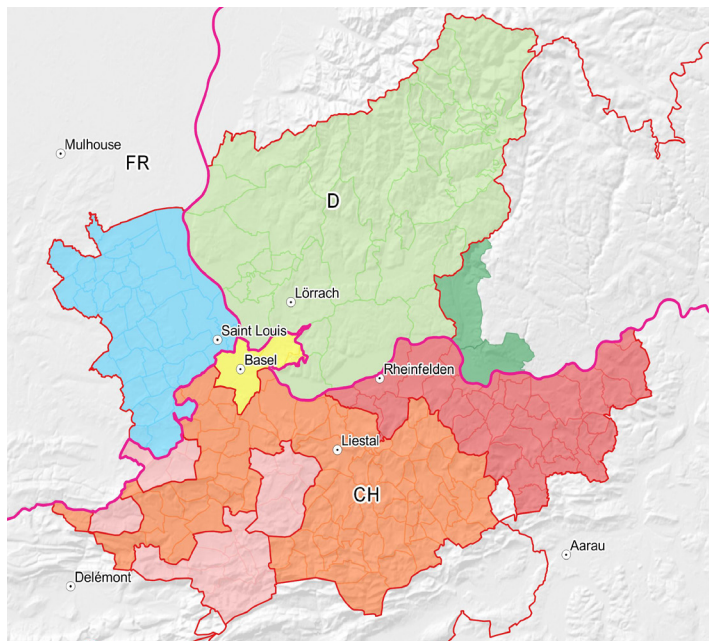 Mulhouse
FR
D
Lörrach
Saint Louis
Basel
Rheinfelden
Liestal
CH
Aarau
Delémont